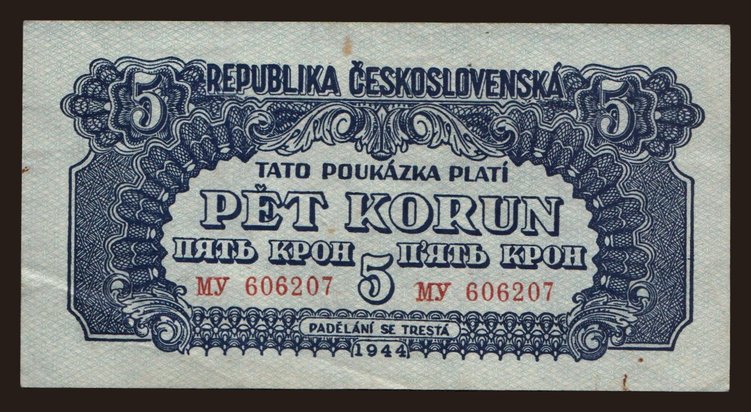 5 REPUBLIKA ČESKOSLOVENSKÁ 5
TATO POUKÁZKA PLATÍ
PĚT KORUN
ПЯТЬ КРОН 5 П'ЯТЬ КРОН
МУ 606207 МУ 606207
PADĚLÁNÍ SE TRESTÁ
1944